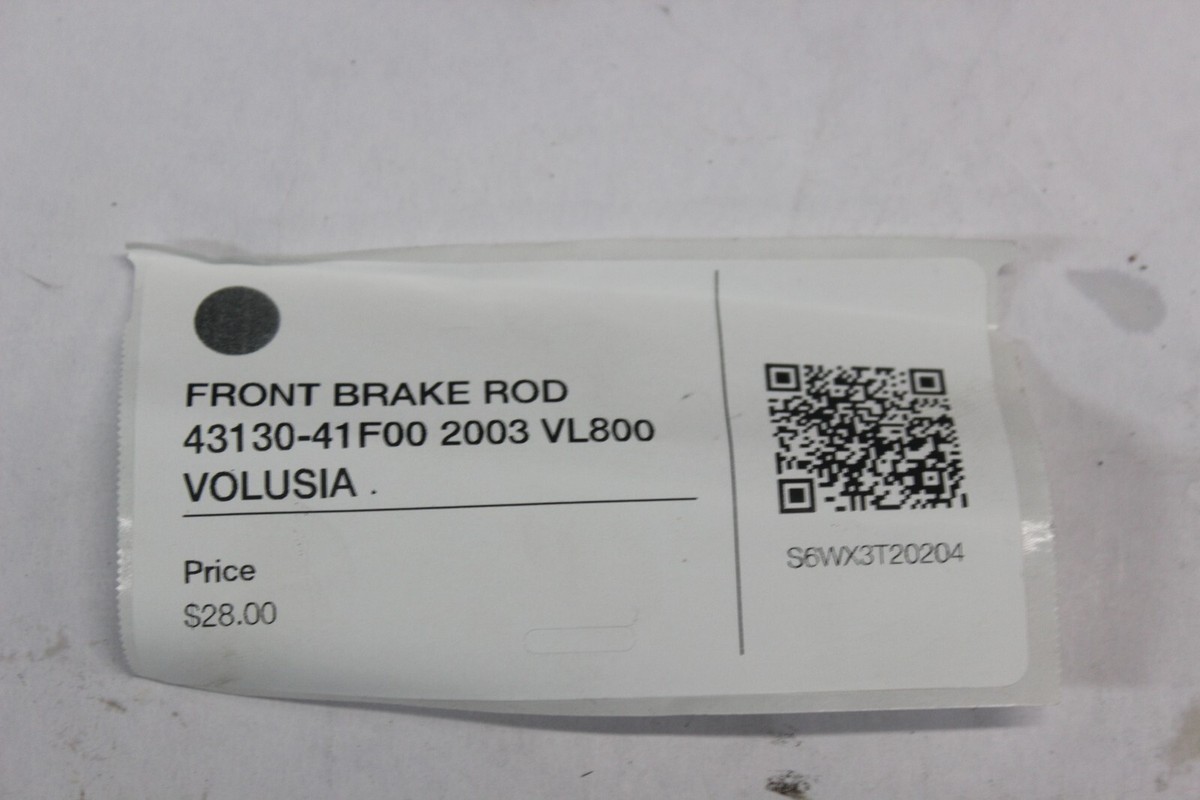 FRONT BRAKE ROD
43130-41F00 2003 VL800
VOLUSIA .
Price
$28.00
S6WX3T20204